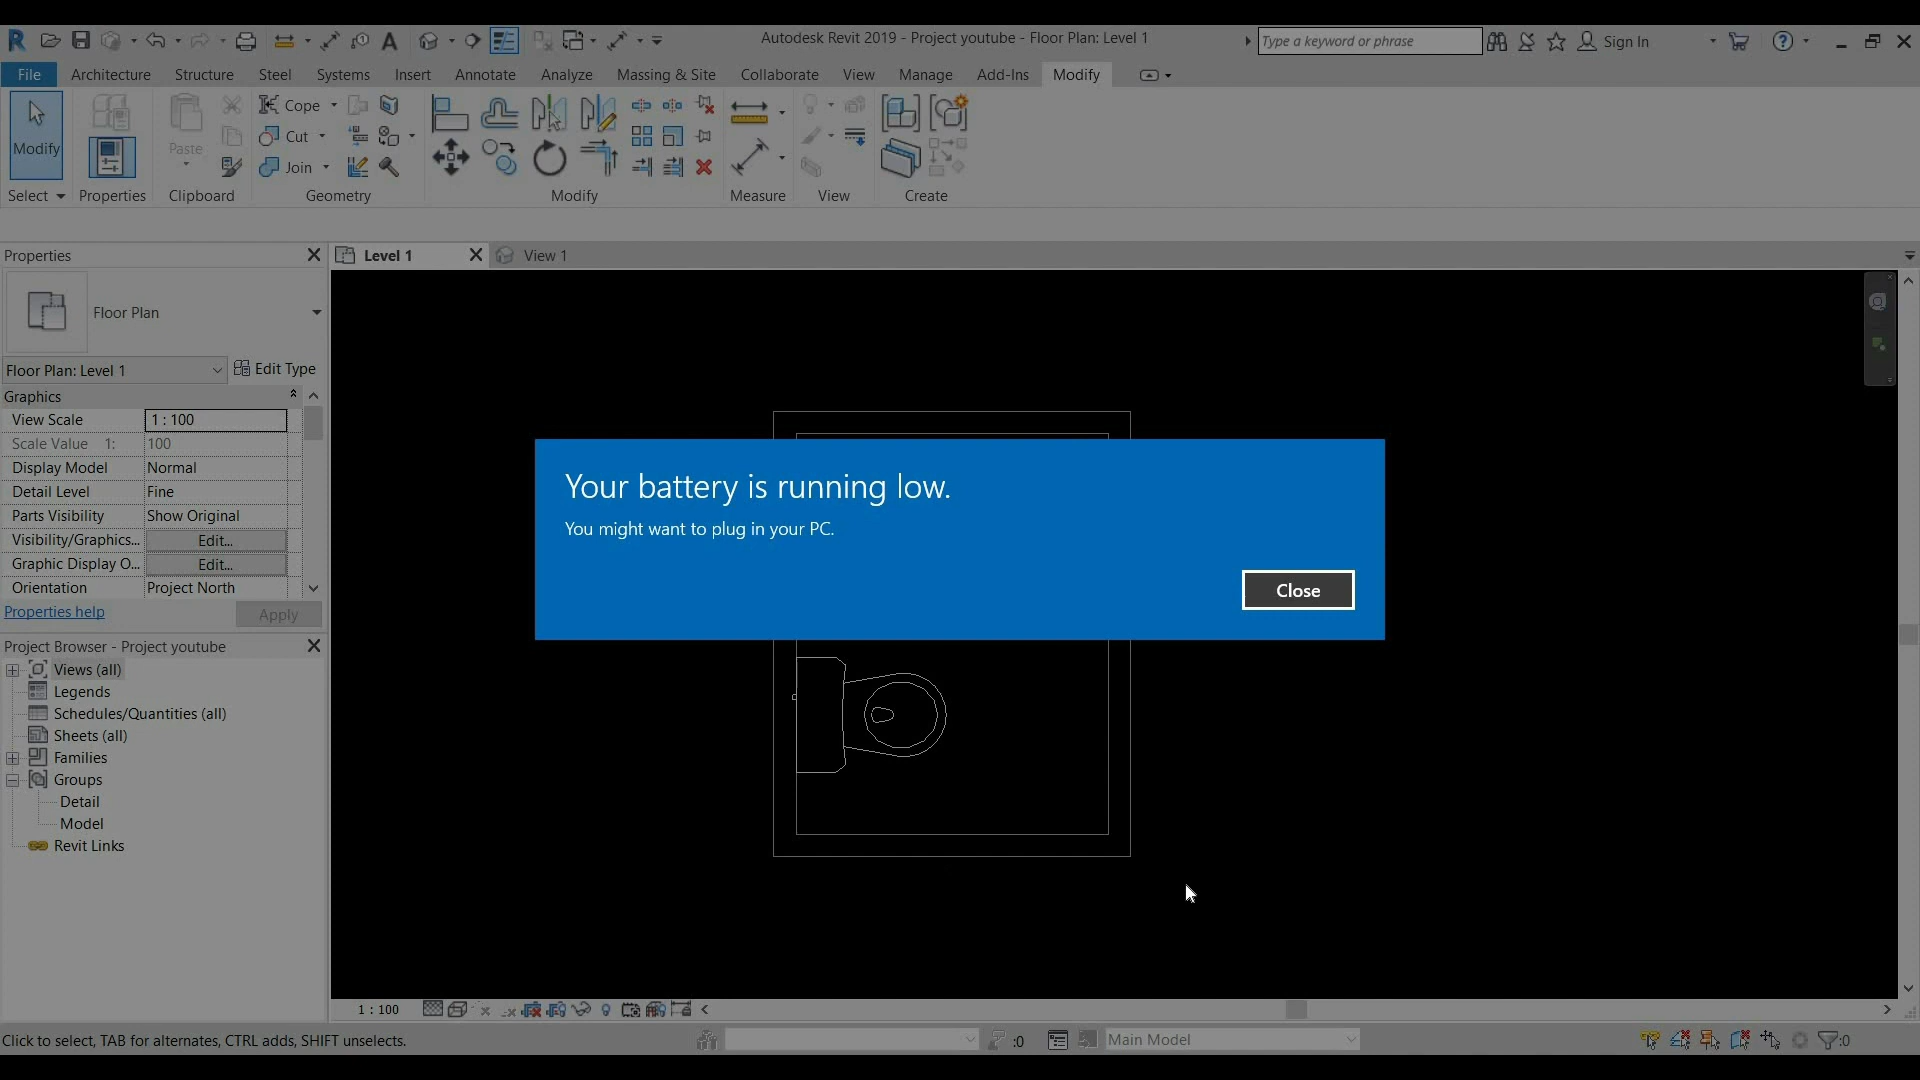 Autodesk Revit 2019 - Project youtube - Floor Plan: Level 1
Type a keyword or phrase
Sign In
File Architecture Structure Steel Systems Insert Annotate Analyze Massing & Site Collaborate View Manage Add-Ins Modify
Modify
Paste
Cope
Cut
Join
Select Properties Clipboard Geometry Modify Measure View Create
Properties
Level 1
View 1
Floor Plan
Floor Plan: Level 1
Edit Type
Graphics
View Scale 1 : 100
Scale Value 1: 100
Display Model Normal
Detail Level Fine
Parts Visibility Show Original
Visibility/Graphics... Edit...
Graphic Display O... Edit...
Orientation Project North
Properties help
Apply
Project Browser - Project youtube
Views (all)
Legends
Schedules/Quantities (all)
Sheets (all)
Families
Groups
Detail
Model
Revit Links
Your battery is running low.
You might want to plug in your PC.
Close
1 : 100
Click to select, TAB for alternates, CTRL adds, SHIFT unselects.
:0
Main Model
:0